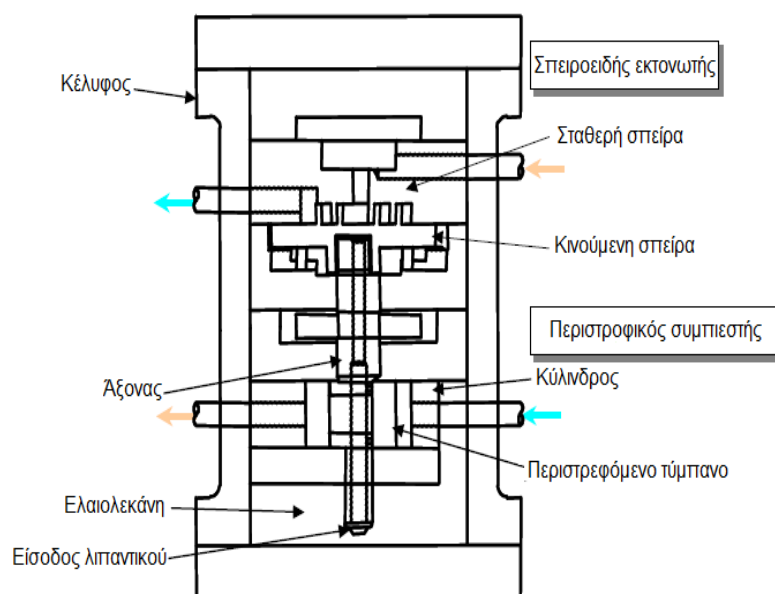 Σπειροειδής εκτονωτής
Κέλυφος
Σταθερή σπείρα
Κινούμενη σπείρα
Περιστροφικός συμπιεστής
Άξονας
Κύλινδρος
Περιστρεφόμενο τύμπανο
Ελαιολεκάνη
Είσοδος λιπαντικού